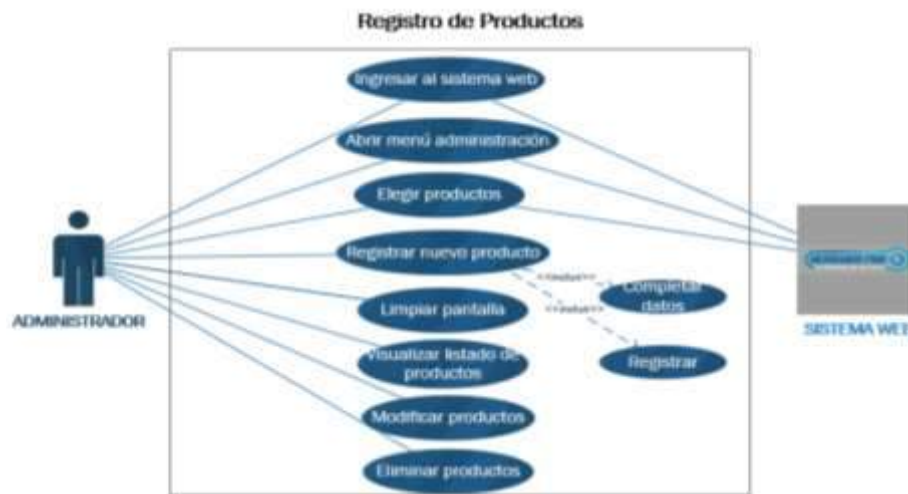 Registro de Productos
Ingresar al sistema web
Abrir menú administración
Elegir productos
Registrar nuevo producto
Limpiar pantalla
Visualizar listado de
productos
Modificar productos
Eliminar productos
Completar
datos
Registrar
ADMINISTRADOR
SISTEMA WEB